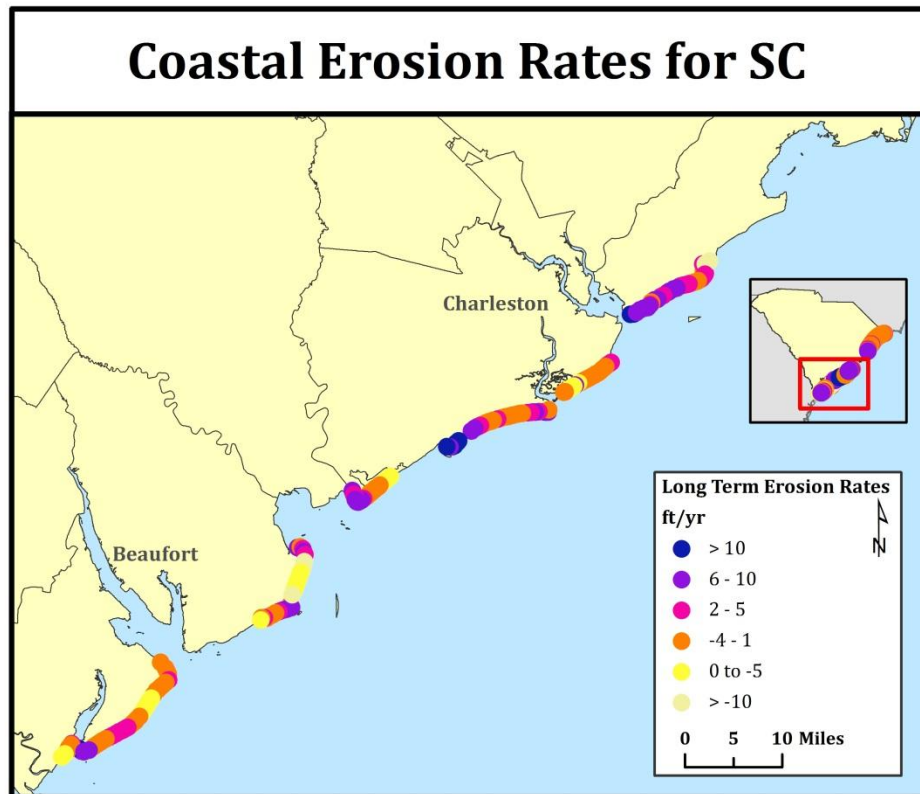 Coastal Erosion Rates for SC
Charleston
Beaufort
Long Term Erosion Rates
ft/yr
N
> 10
6 - 10
2 - 5
-4 - 1
0 to -5
> -10
0 5 10 Miles